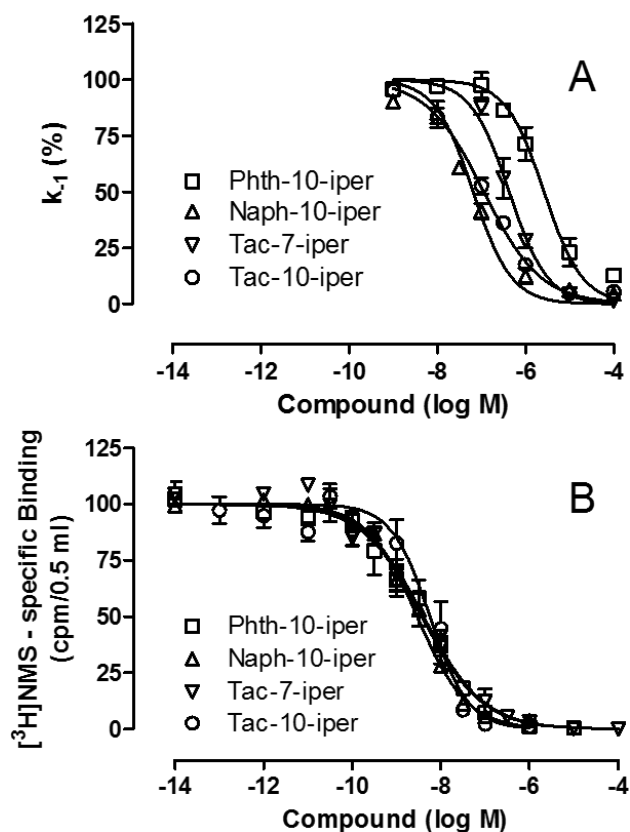 125
A
100
k-1 (%)
75
50
Phth-10-iper
Naph-10-iper
25
Tac-7-iper
Tac-10-iper
0
-14 -12 -10 -8 -6 -4
Compound (log M)
125
B
100
[³H]NMS - specific Binding
(cpm/0.5 ml)
75
50
Phth-10-iper
Naph-10-iper
25
Tac-7-iper
Tac-10-iper
0
-14 -12 -10 -8 -6 -4
Compound (log M)